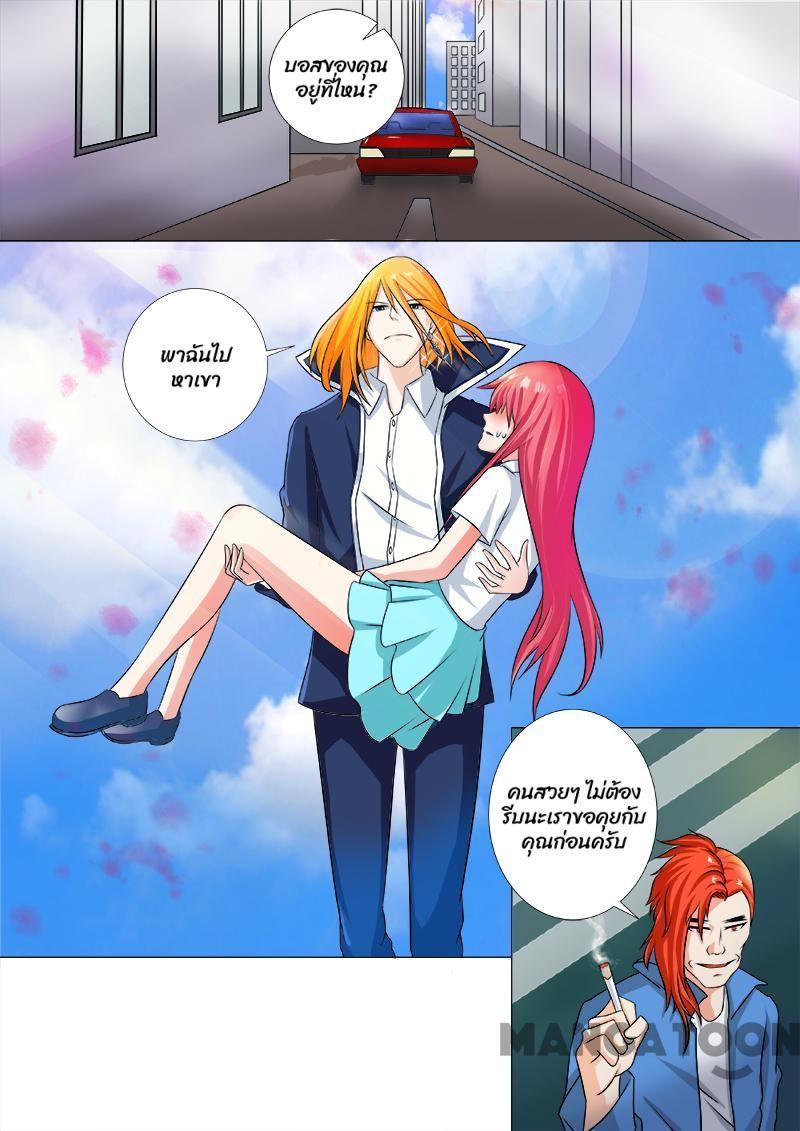 บอสของคุณ
อยู่ที่ไหน?
พาฉันไป
หาเขา
คนสวยๆ ไม่ต้อง
รีบนะเราขอคุยกับ
คุณก่อนครับ
MANGATOON